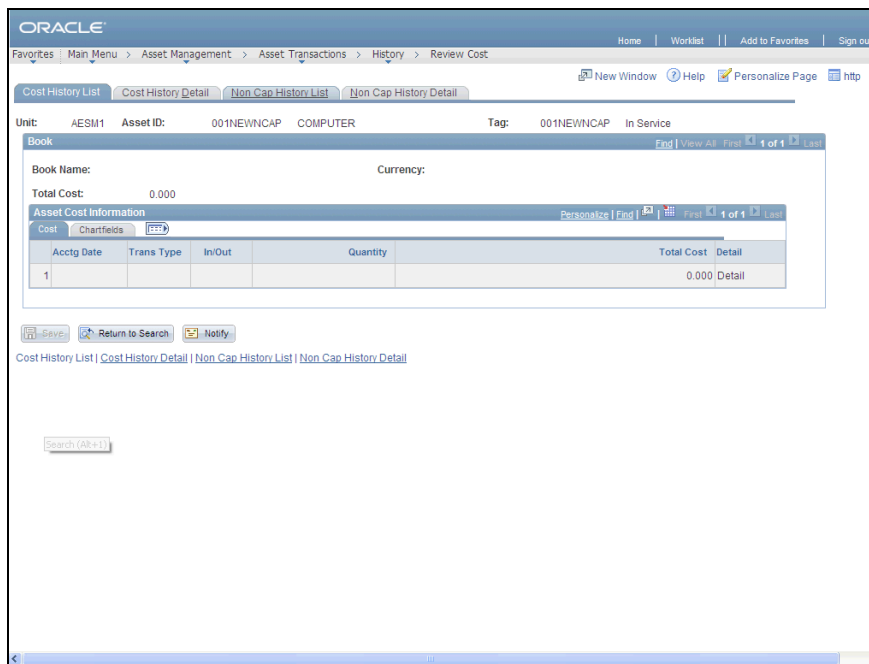 ORACLE
Home | Worklist | | Add to Favorites | Sign ou
Favorites Main Menu > Asset Management > Asset Transactions > History > Review Cost
New Window Help Personalize Page http
Cost History List Cost History Detail Non Cap History List Non Cap History Detail
Unit: AESM1 Asset ID: 001NEWNCAP COMPUTER Tag: 001NEWNCAP In Service
Book Find | View All First 1 of 1 Last
Book Name: Currency:
Total Cost: 0.000
Asset Cost Information Personalize | Find | | First 1 of 1 Last
Cost Chartfields
Acctg Date Trans Type In/Out Quantity Total Cost Detail
1 0.000 Detail
Save Return to Search Notify
Cost History List | Cost History Detail | Non Cap History List | Non Cap History Detail
Search (Alt+1)